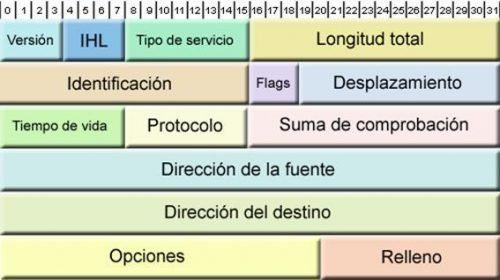 0 1 2 3 4 5 6 7 8 9 10 11 12 13 14 15 16 17 18 19 20 21 22 23 24 25 26 27 28 29 30 31
Versión IHL Tipo de servicio Longitud total
Identificación Flags Desplazamiento
Tiempo de vida Protocolo Suma de comprobación
Dirección de la fuente
Dirección del destino
Opciones Relleno